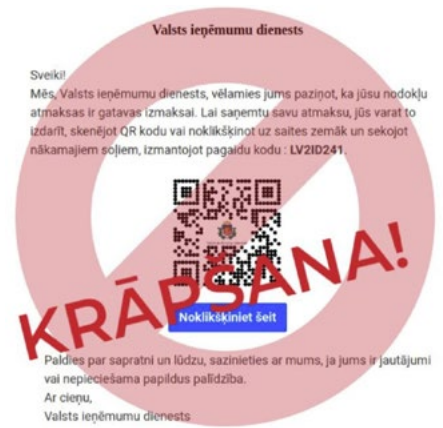 Valsts ieņēmumu dienests
Sveiki!
Mēs, Valsts ieņēmumu dienests, vēlamies jums paziņot, ka jūsu nodokļu
atmaksas ir gatavas izmaksai. Lai saņemtu savu atmaksu, jūs varat to
izdarīt, skenējot QR kodu vai noklikšķinot uz saites zemāk un sekojot
nākamajiem soļiem, izmantojot pagaidu kodu : LV2ID241.
KRĀPŠANA!
Noklikšķiniet šeit
Paldies par sapratni un lūdzu, sazinieties ar mums, ja jums ir jautājumi
vai nepieciešama papildus palīdzība.
Ar cieņu,
Valsts ieņēmumu dienests